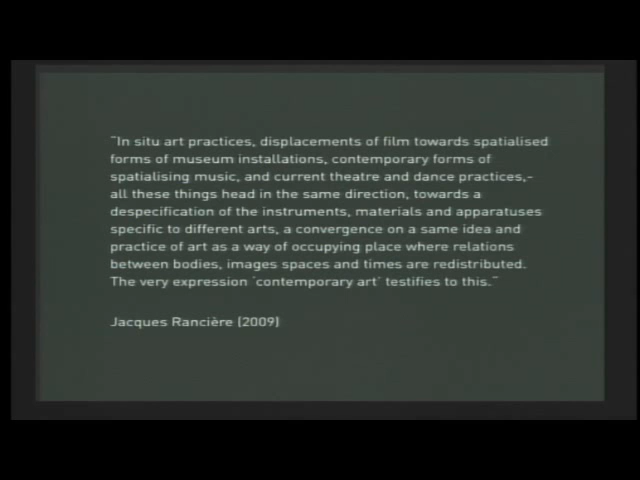 "In situ art practices, displacements of film towards spatialised
forms of museum installations, contemporary forms of
spatialising music, and current theatre and dance practices,-
all these things head in the same direction, towards a
despecification of the instruments, materials and apparatuses
specific to different arts, a convergence on a same idea and
practice of art as a way of occupying place where relations
between bodies, images spaces and times are redistributed.
The very expression 'contemporary art' testifies to this."
Jacques Rancière (2009)